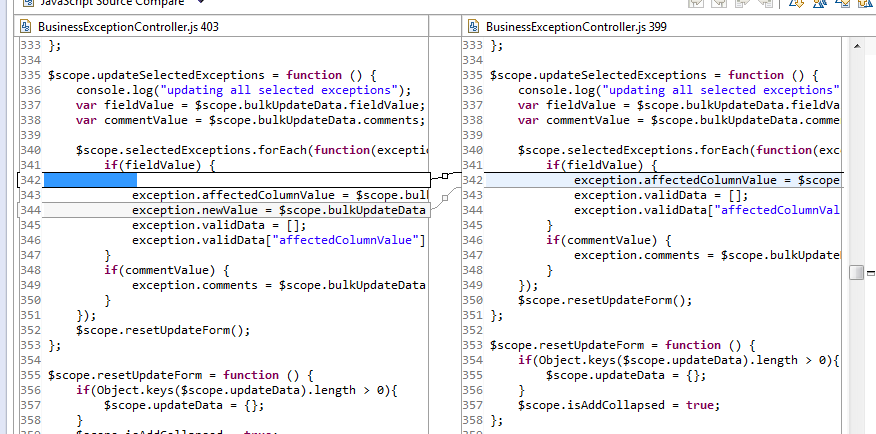 JavaScript Source Compare
BusinessExceptionController.js 403
333 };
334
335 $scope.updateSelectedExceptions = function () {
336 console.log("updating all selected exceptions");
337 var fieldValue = $scope.bulkUpdateData.fieldValue;
338 var commentValue = $scope.bulkUpdateData.comments;
339
340 $scope.selectedExceptions.forEach(function(exceptio
341 if(fieldValue) {
342
343 exception.affectedColumnValue = $scope.bul
344 exception.newValue = $scope.bulkUpdateData
345 exception.validData = [];
346 exception.validData["affectedColumnValue"]
347 }
348 if(commentValue) {
349 exception.comments = $scope.bulkUpdateData
350 }
351 });
352 $scope.resetUpdateForm();
353 };
354
355 $scope.resetUpdateForm = function () {
356 if(Object.keys($scope.updateData).length > 0){
357 $scope.updateData = {};
358 }
359 $scope.isAddCollapsed = true;
BusinessExceptionController.js 399
333 };
334
335 $scope.updateSelectedExceptions = function () {
336 console.log("updating all selected exceptions"
337 var fieldValue = $scope.bulkUpdateData.fieldVa
338 var commentValue = $scope.bulkUpdateData.comme
339
340 $scope.selectedExceptions.forEach(function(exc
341 if(fieldValue) {
342 exception.affectedColumnValue = $scope
343 exception.validData = [];
344 exception.validData["affectedColumnVal
345 }
346 if(commentValue) {
347 exception.comments = $scope.bulkUpdate
348 }
349 });
350 $scope.resetUpdateForm();
351 };
352
353 $scope.resetUpdateForm = function () {
354 if(Object.keys($scope.updateData).length > 0){
355 $scope.updateData = {};
356 }
357 $scope.isAddCollapsed = true;
358 };